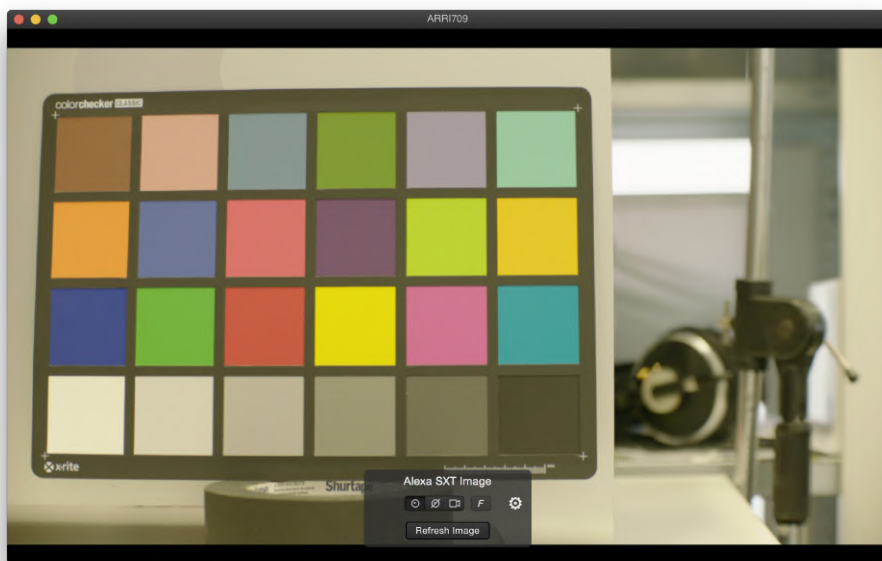 ARRI709
colorchecker CLASSIC
x-rite
Shurtape
Alexa SXT Image
F
Refresh Image